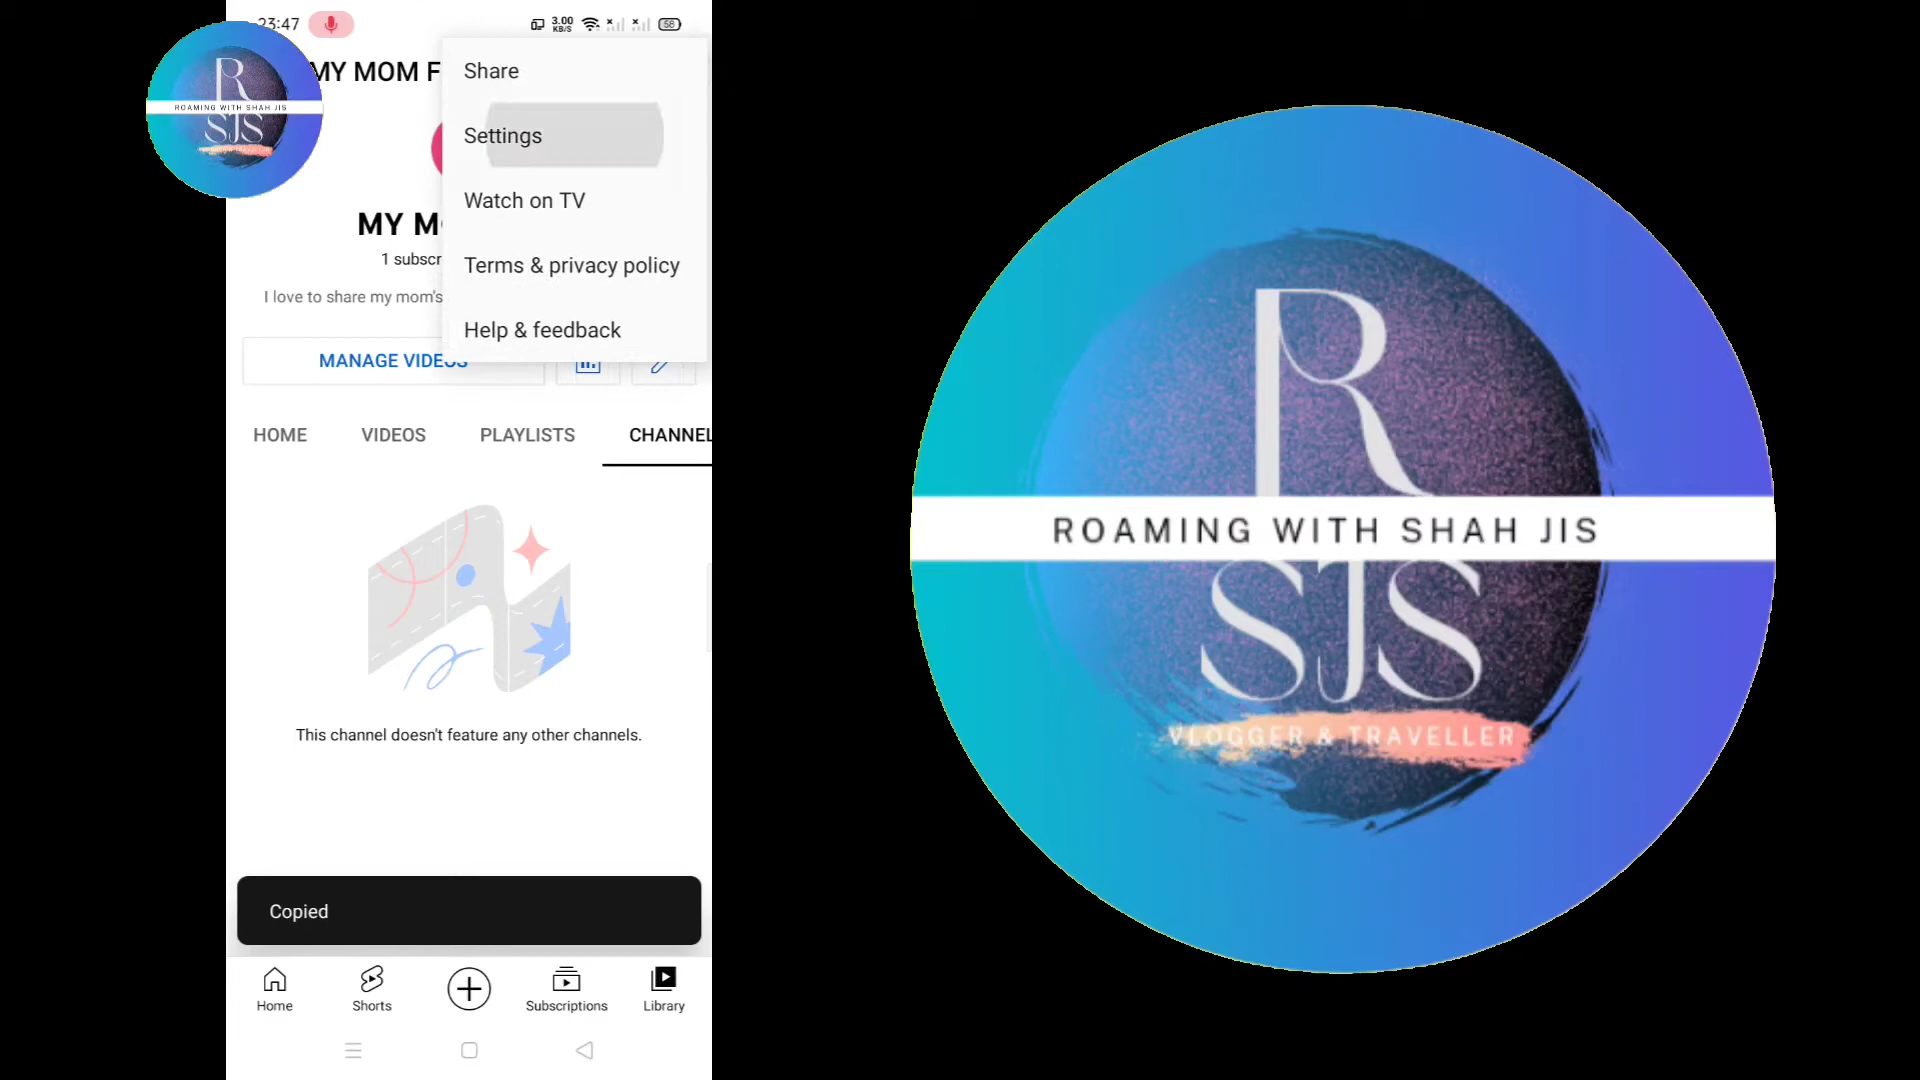 23:47
3.00
KB/S
58
MY MOM F
Share
Settings
Watch on TV
Terms & privacy policy
Help & feedback
R
ROAMING WITH SHAH JIS
SJS
MY M
1 subscr
I love to share my mom's
MANAGE VIDEOS
HOME
VIDEOS
PLAYLISTS
CHANNEL
This channel doesn't feature any other channels.
Copied
Home
Shorts
Subscriptions
Library
R
ROAMING WITH SHAH JIS
SJS
VLOGGER & TRAVELLER